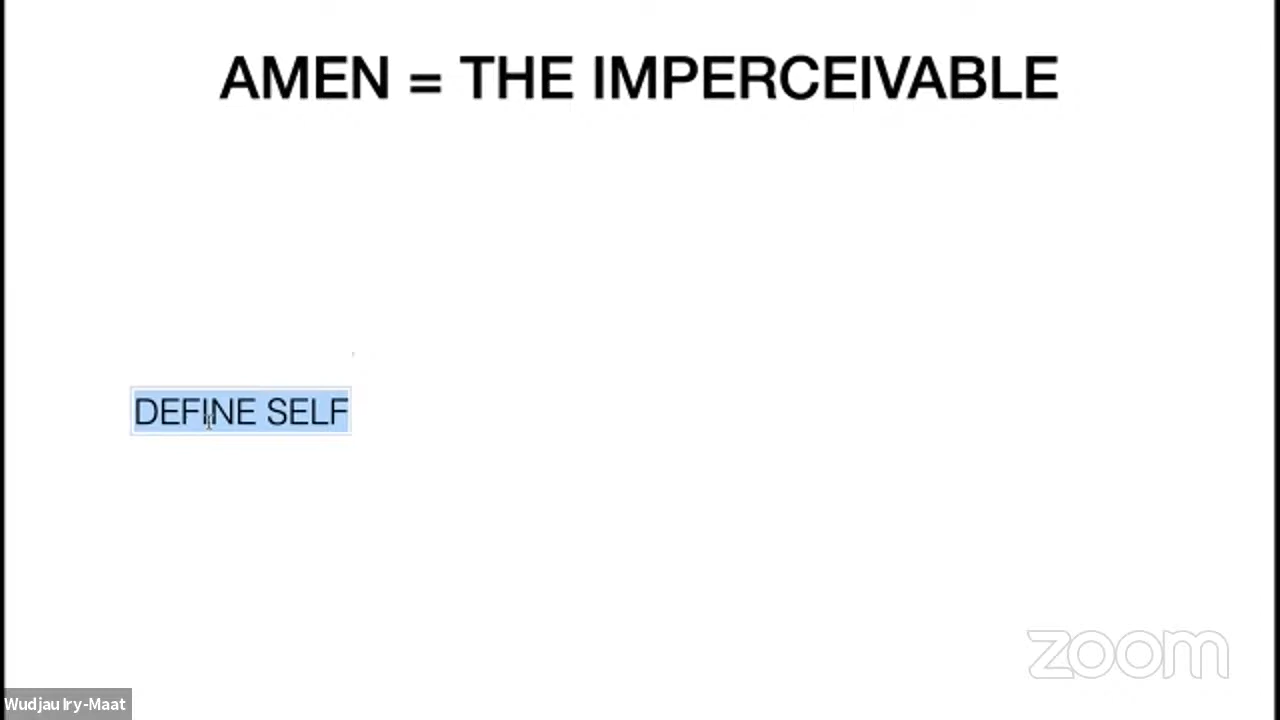 AMEN = THE IMPERCEIVABLE
DEFINE SELF
zoom
Wudjau Iry-Maat